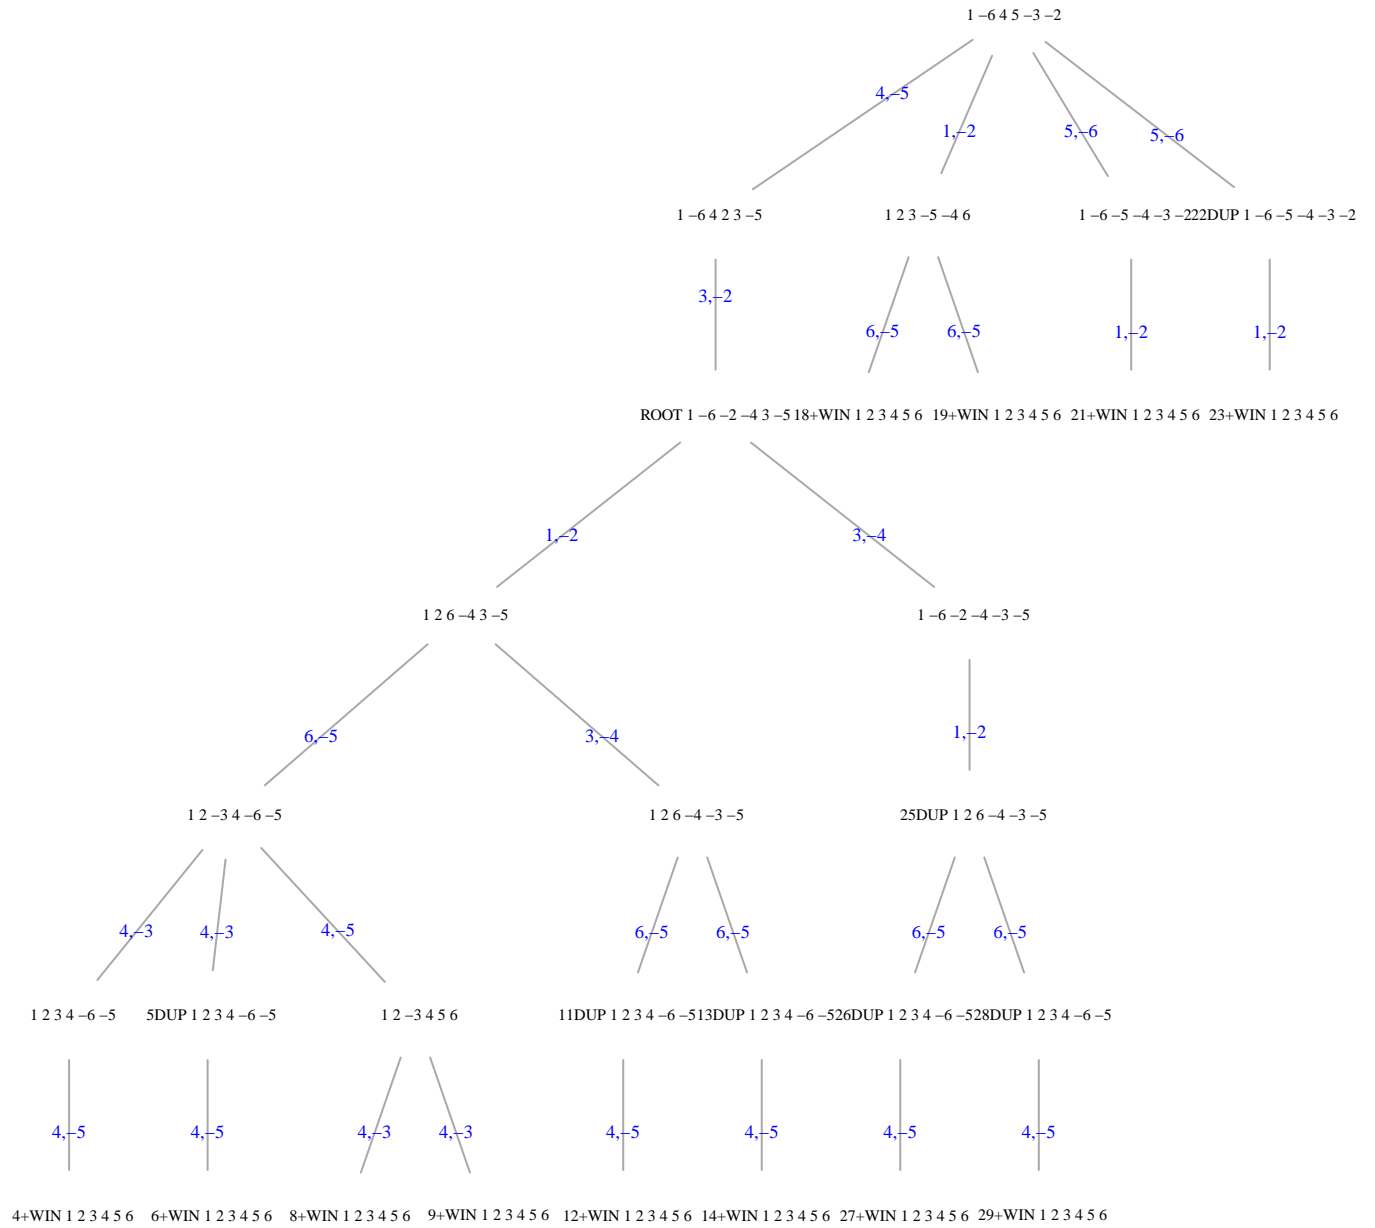 1 −6 4 5 −3 −2
4,−5
1,−2 5,−6 5,−6
1 −6 4 2 3 −5 1 2 3 −5 −4 6 1 −6 −5 −4 −3 −222DUP 1 −6 −5 −4 −3 −2
3,−2
6,−5 6,−5 1,−2 1,−2
ROOT 1 −6 −2 −4 3 −5 18+WIN 1 2 3 4 5 6 19+WIN 1 2 3 4 5 6 21+WIN 1 2 3 4 5 6 23+WIN 1 2 3 4 5 6
1,−2 3,−4
1 2 6 −4 3 −5 1 −6 −2 −4 −3 −5
6,−5 3,−4 1,−2
1 2 −3 4 −6 −5 1 2 6 −4 −3 −5 25DUP 1 2 6 −4 −3 −5
4,−3 4,−3 4,−5 6,−5 6,−5 6,−5 6,−5
1 2 3 4 −6 −5 5DUP 1 2 3 4 −6 −5 1 2 −3 4 5 6 11DUP 1 2 3 4 −6 −513DUP 1 2 3 4 −6 −526DUP 1 2 3 4 −6 −528DUP 1 2 3 4 −6 −5
4,−5 4,−5 4,−3 4,−3 4,−5 4,−5 4,−5 4,−5
4+WIN 1 2 3 4 5 6 6+WIN 1 2 3 4 5 6 8+WIN 1 2 3 4 5 6 9+WIN 1 2 3 4 5 6 12+WIN 1 2 3 4 5 6 14+WIN 1 2 3 4 5 6 27+WIN 1 2 3 4 5 6 29+WIN 1 2 3 4 5 6